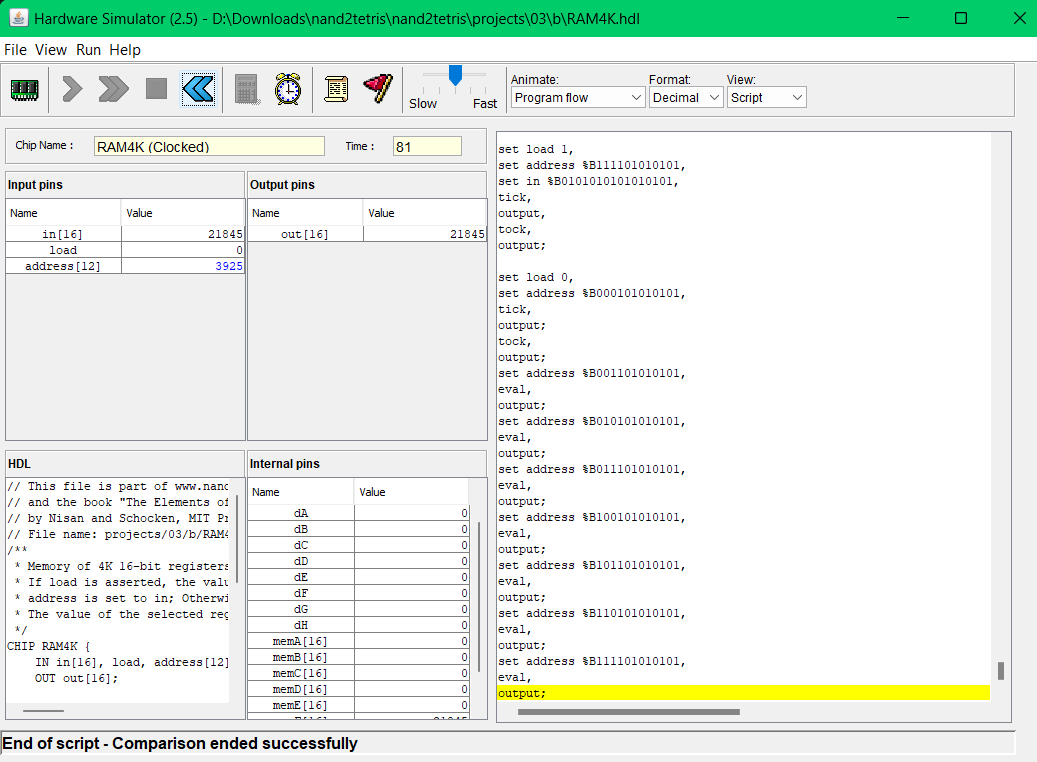 Hardware Simulator (2.5) - D:\Downloads\nand2tetris\nand2tetris\projects\03\b\RAM4K.hdl
File View Run Help
Slow Fast
Animate:
Program flow
Format:
Decimal
View:
Script
Chip Name : RAM4K (Clocked) Time : 81
Input pins
Name Value
in[16] 21845
load 0
address[12] 3925
Output pins
Name Value
out[16] 21845
HDL
// This file is part of www.nand
// and the book "The Elements of
// by Nisan and Schocken, MIT Pr
// File name: projects/03/b/RAM4
/**
* Memory of 4K 16-bit registers
* If load is asserted, the valu
* address is set to in; Otherwi
* The value of the selected reg
*/
CHIP RAM4K {
IN in[16], load, address[12]
OUT out[16];
Internal pins
Name Value
dA 0
dB 0
dC 0
dD 0
dE 0
dF 0
dG 0
dH 0
memA[16] 0
memB[16] 0
memC[16] 0
memD[16] 0
memE[16] 0
set load 1,
set address %B111101010101,
set in %B0101010101010101,
tick,
output,
tock,
output;
set load 0,
set address %B000101010101,
tick,
output;
tock,
output;
set address %B001101010101,
eval,
output;
set address %B010101010101,
eval,
output;
set address %B011101010101,
eval,
output;
set address %B100101010101,
eval,
output;
set address %B101101010101,
eval,
output;
set address %B110101010101,
eval,
output;
set address %B111101010101,
eval,
output;
End of script - Comparison ended successfully